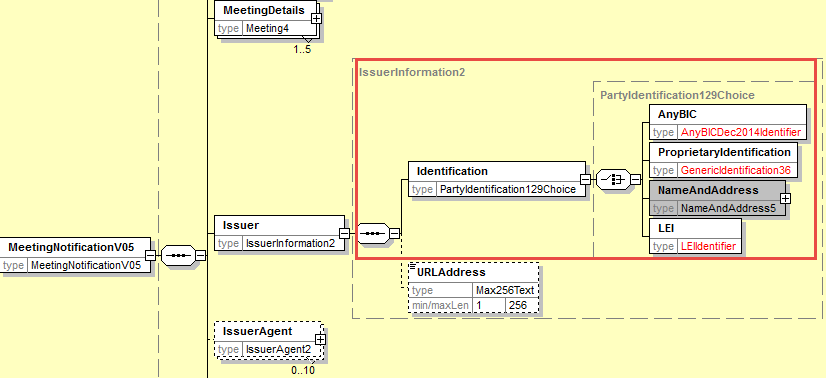 MeetingDetails
type Meeting4
1..5
IssuerInformation2
PartyIdentification129Choice
AnyBIC
type AnyBICDec2014Identifier
ProprietaryIdentification
type GenericIdentification36
Identification
type PartyIdentification129Choice
NameAndAddress
type NameAndAddress5
Issuer
type IssuerInformation2
LEI
type LEIIdentifier
MeetingNotificationV05
type MeetingNotificationV05
URLAddress
type Max256Text
min/maxLen 1 256
IssuerAgent
type IssuerAgent2
0..10